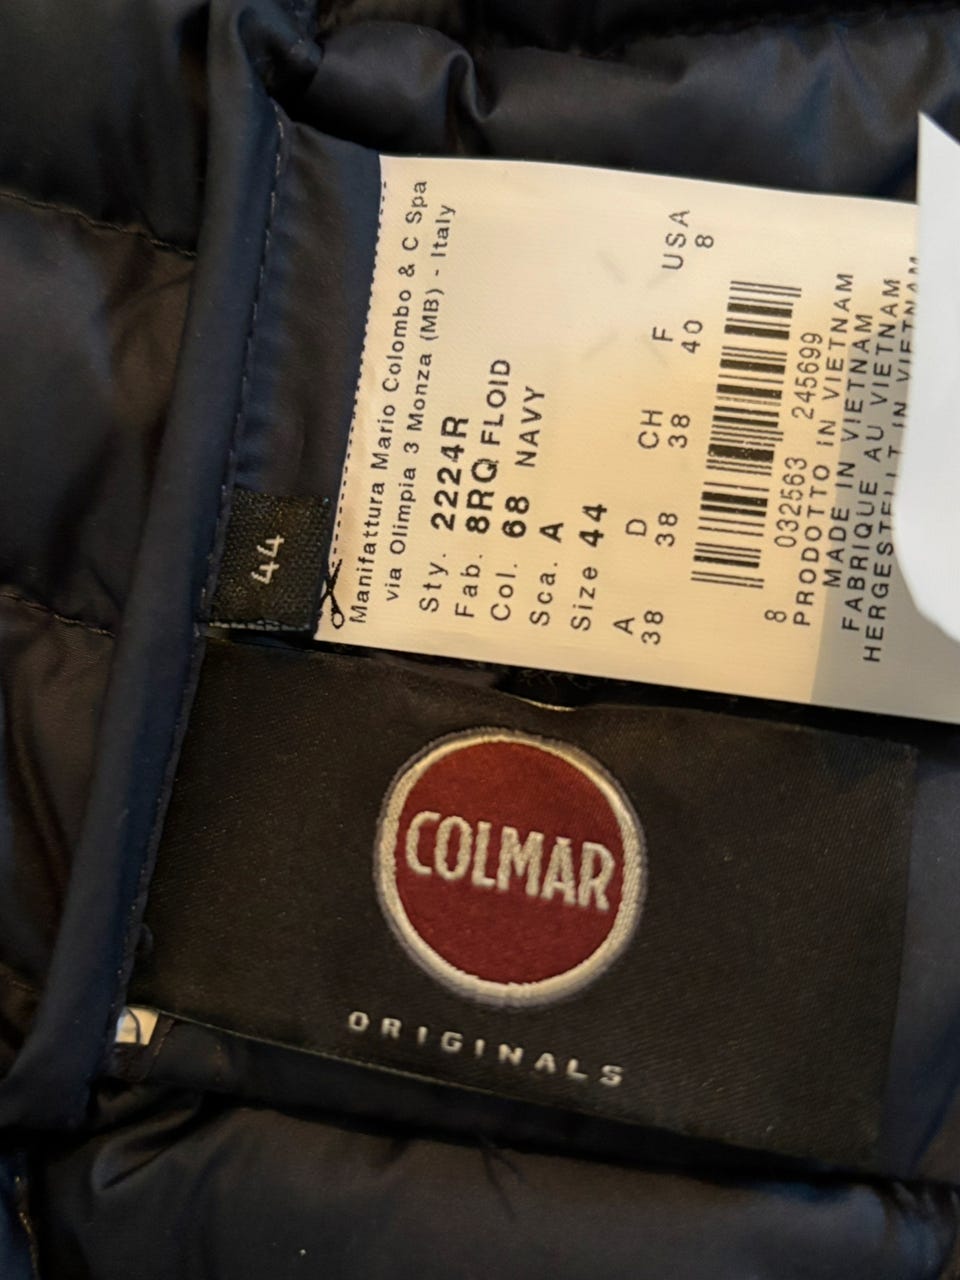 44
Manifattura Mario Colombo & C Spa
via Olimpia 3 Monza (MB) - Italy
Sty. 2224R
Fab. 8RQ FLOID
Col. 68 NAVY
Sca. A
Size 44
A D CH F USA
38 38 38 40 8
8 032563 245699
PRODOTTO IN VIETNAM
MADE IN VIETNAM
FABRIQUE AU VIETNAM
HERGESTELLT IN VIETNAM
COLMAR
ORIGINALS